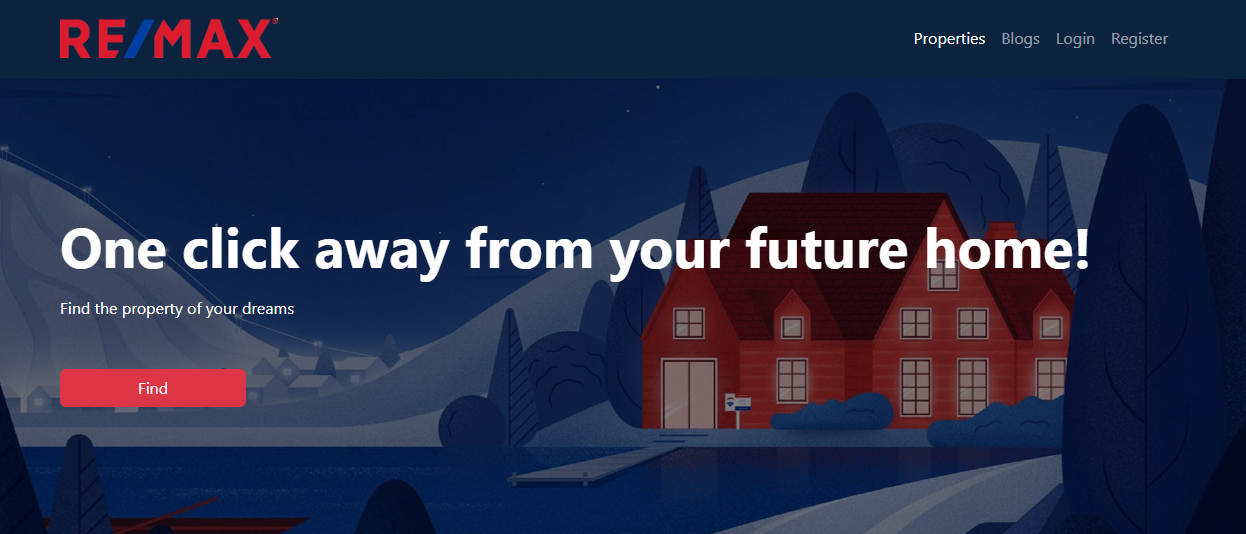 RE/MAX
Properties Blogs Login Register
One click away from your future home!
Find the property of your dreams
Find